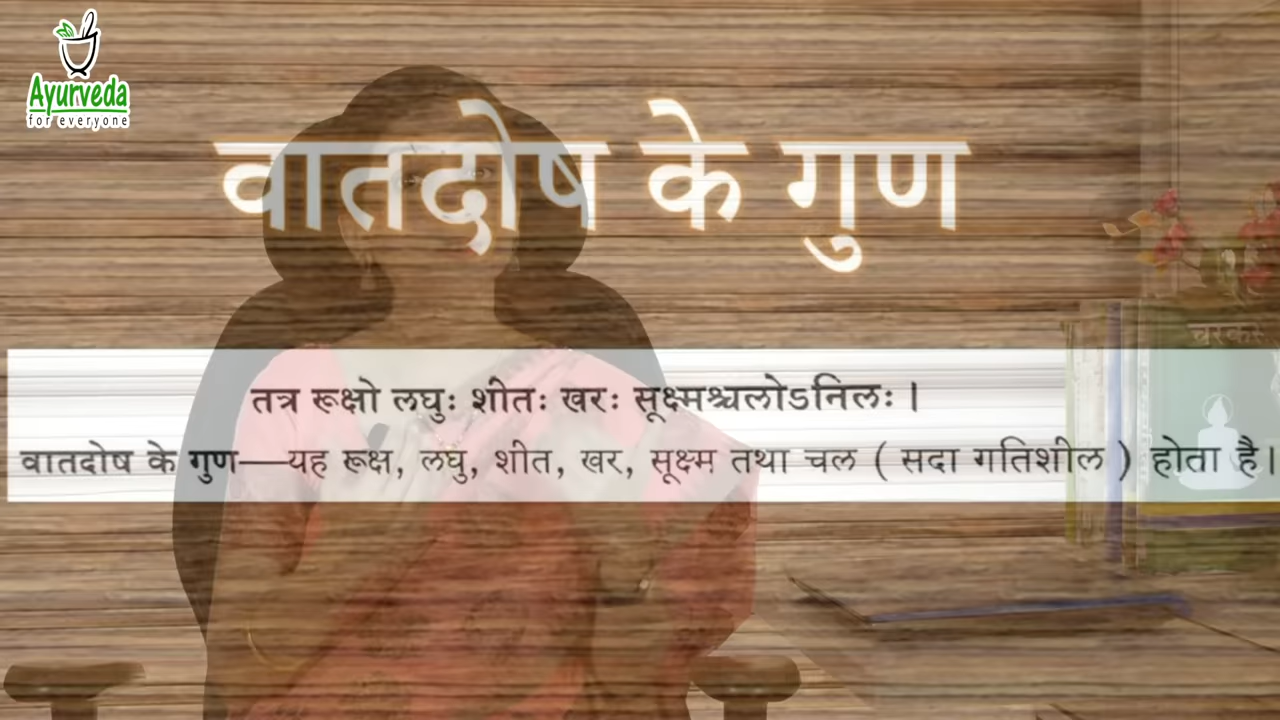 Ayurveda
for everyone
वातदोष के गुण
तत्र रूक्षो लघुः शीतः खरः सूक्ष्मश्चलोऽनिलः ।
वातदोष के गुण—यह रूक्ष, लघु, शीत, खर, सूक्ष्म तथा चल ( सदा गतिशील ) होता है।